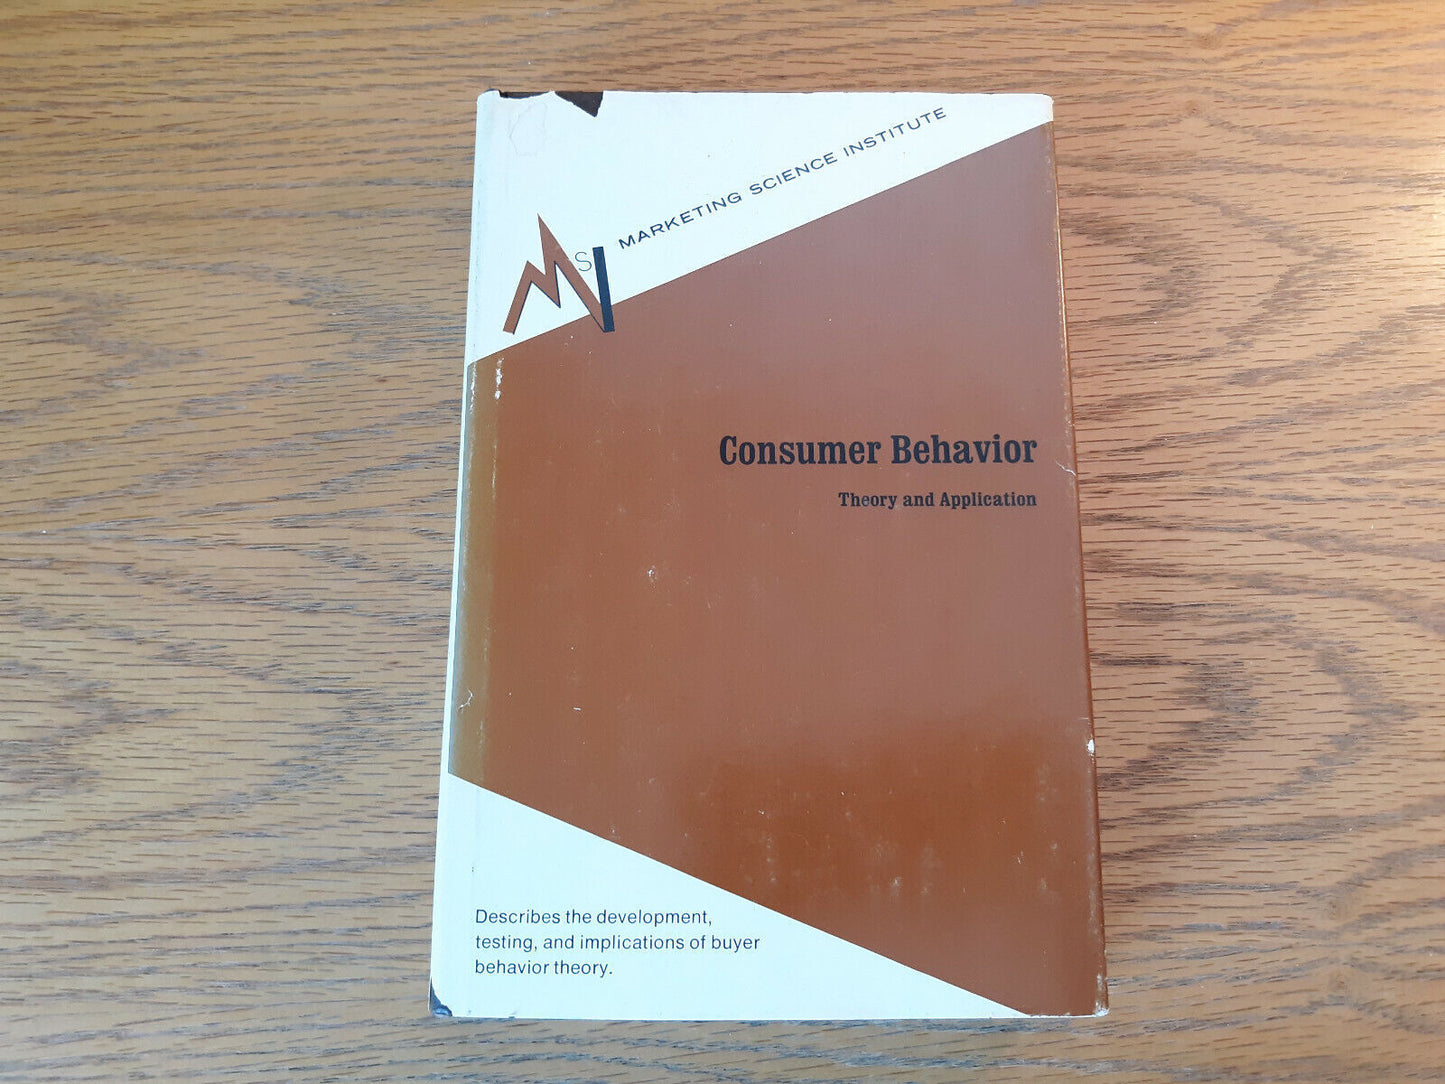 MARKETING SCIENCE INSTITUTE
MSI
Consumer Behavior
Theory and Application
Describes the development,
testing, and implications of buyer
behavior theory.